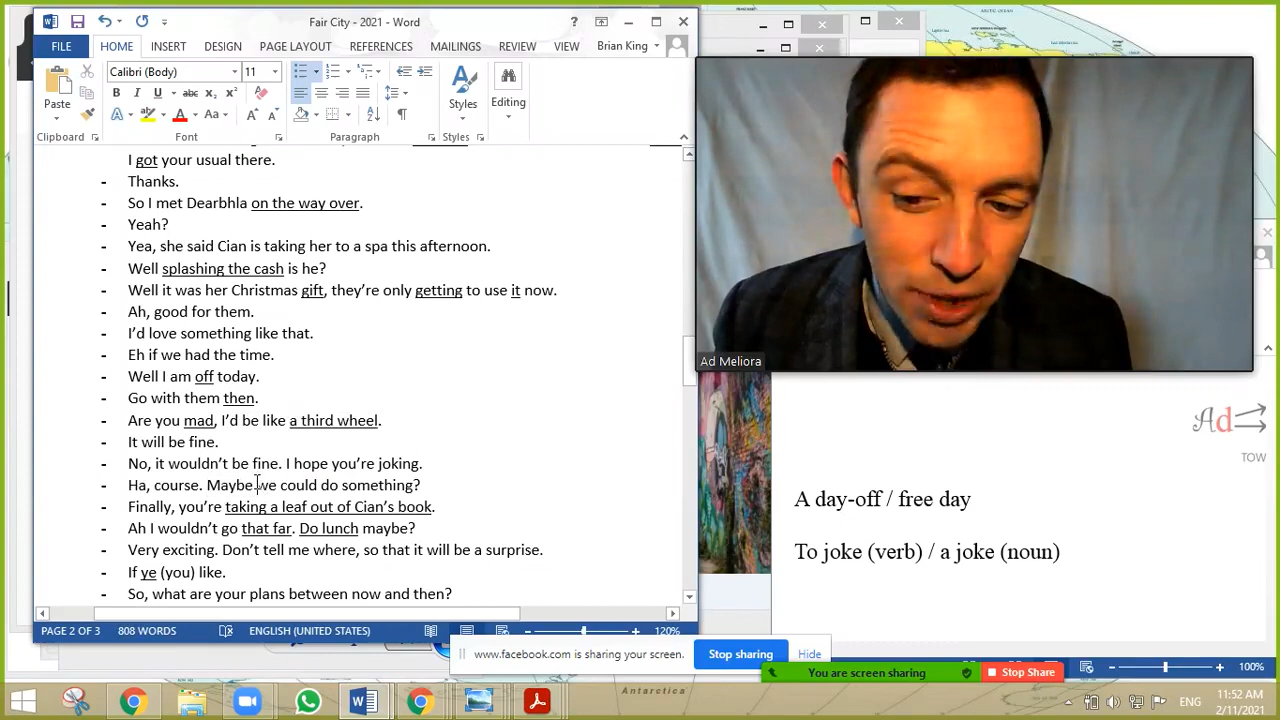 Fair City - 2021 - Word
FILE HOME INSERT DESIGN PAGE LAYOUT REFERENCES MAILINGS REVIEW VIEW Brian King
Calibri (Body) 11
Paste
Styles
Editing
Clipboard Font Paragraph Styles
I got your usual there.
- Thanks.
- So I met Dearbhla on the way over.
- Yeah?
- Yea, she said Cian is taking her to a spa this afternoon.
- Well splashing the cash is he?
- Well it was her Christmas gift, they're only getting to use it now.
- Ah, good for them.
- I'd love something like that.
- Eh if we had the time.
- Well I am off today.
- Go with them then.
- Are you mad, I'd be like a third wheel.
- It will be fine.
- No, it wouldn't be fine. I hope you're joking.
- Ha, course. Maybe we could do something?
- Finally, you're taking a leaf out of Cian's book.
- Ah I wouldn't go that far. Do lunch maybe?
- Very exciting. Don't tell me where, so that it will be a surprise.
- If ye (you) like.
- So, what are your plans between now and then?
PAGE 2 OF 3 808 WORDS ENGLISH (UNITED STATES) 120%
Ad Meliora
Ad
TOW
A day-off / free day
To joke (verb) / a joke (noun)
www.facebook.com is sharing your screen. Stop sharing Hide
You are screen sharing Stop Share
100%
Antarctica
ENG
11:52 AM
2/11/2021